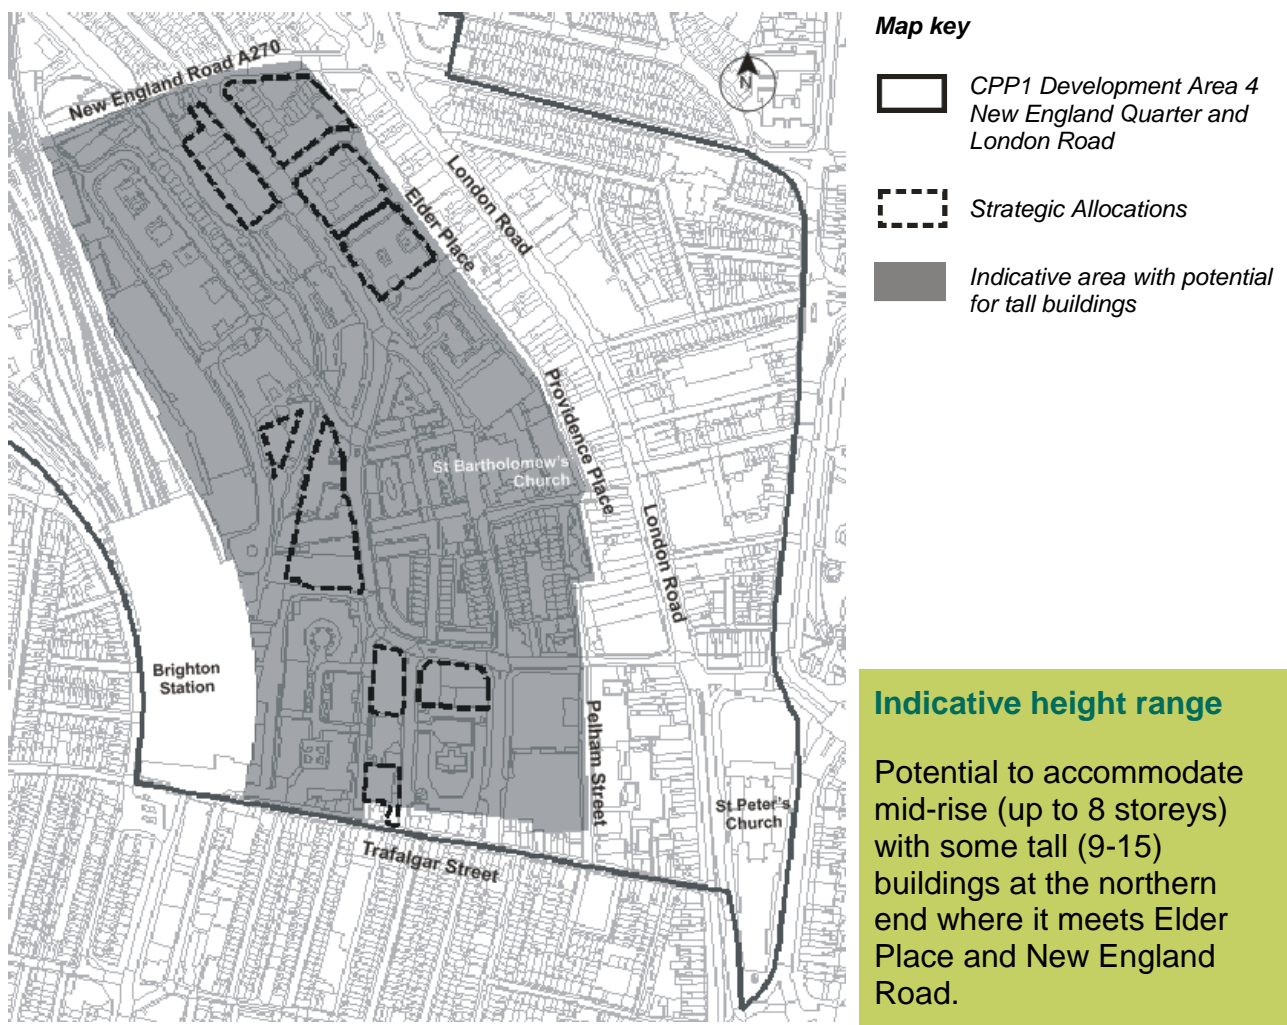 New England Road A270
London Road
Elder Place
Providence Place
St Bartholomew's
Church
London Road
Brighton
Station
Pelham Street
St Peter's
Church
Trafalgar Street
N
Map key
CPP1 Development Area 4
New England Quarter and
London Road
Strategic Allocations
Indicative area with potential
for tall buildings
Indicative height range
Potential to accommodate
mid-rise (up to 8 storeys)
with some tall (9-15)
buildings at the northern
end where it meets Elder
Place and New England
Road.